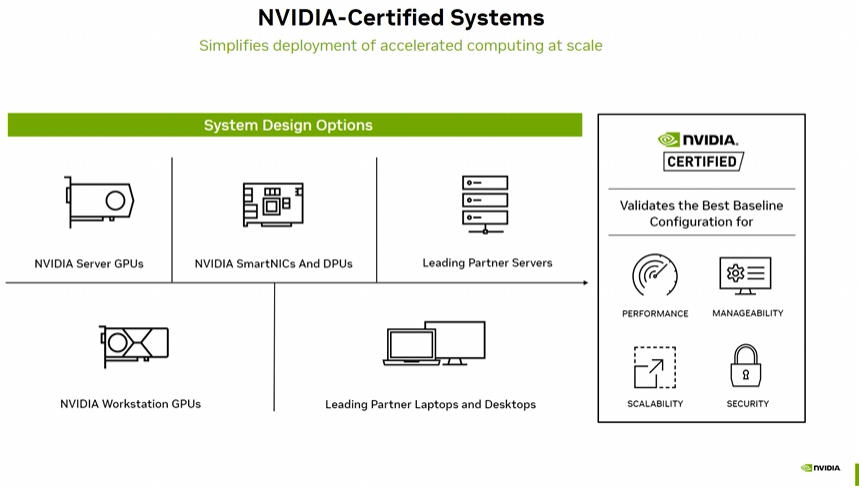 NVIDIA-Certified Systems
Simplifies deployment of accelerated computing at scale
System Design Options
NVIDIA Server GPUs
NVIDIA SmartNICs And DPUs
Leading Partner Servers
NVIDIA Workstation GPUs
Leading Partner Laptops and Desktops
NVIDIA.
CERTIFIED
Validates the Best Baseline
Configuration for
PERFORMANCE
MANAGEABILITY
SCALABILITY
SECURITY
NVIDIA.